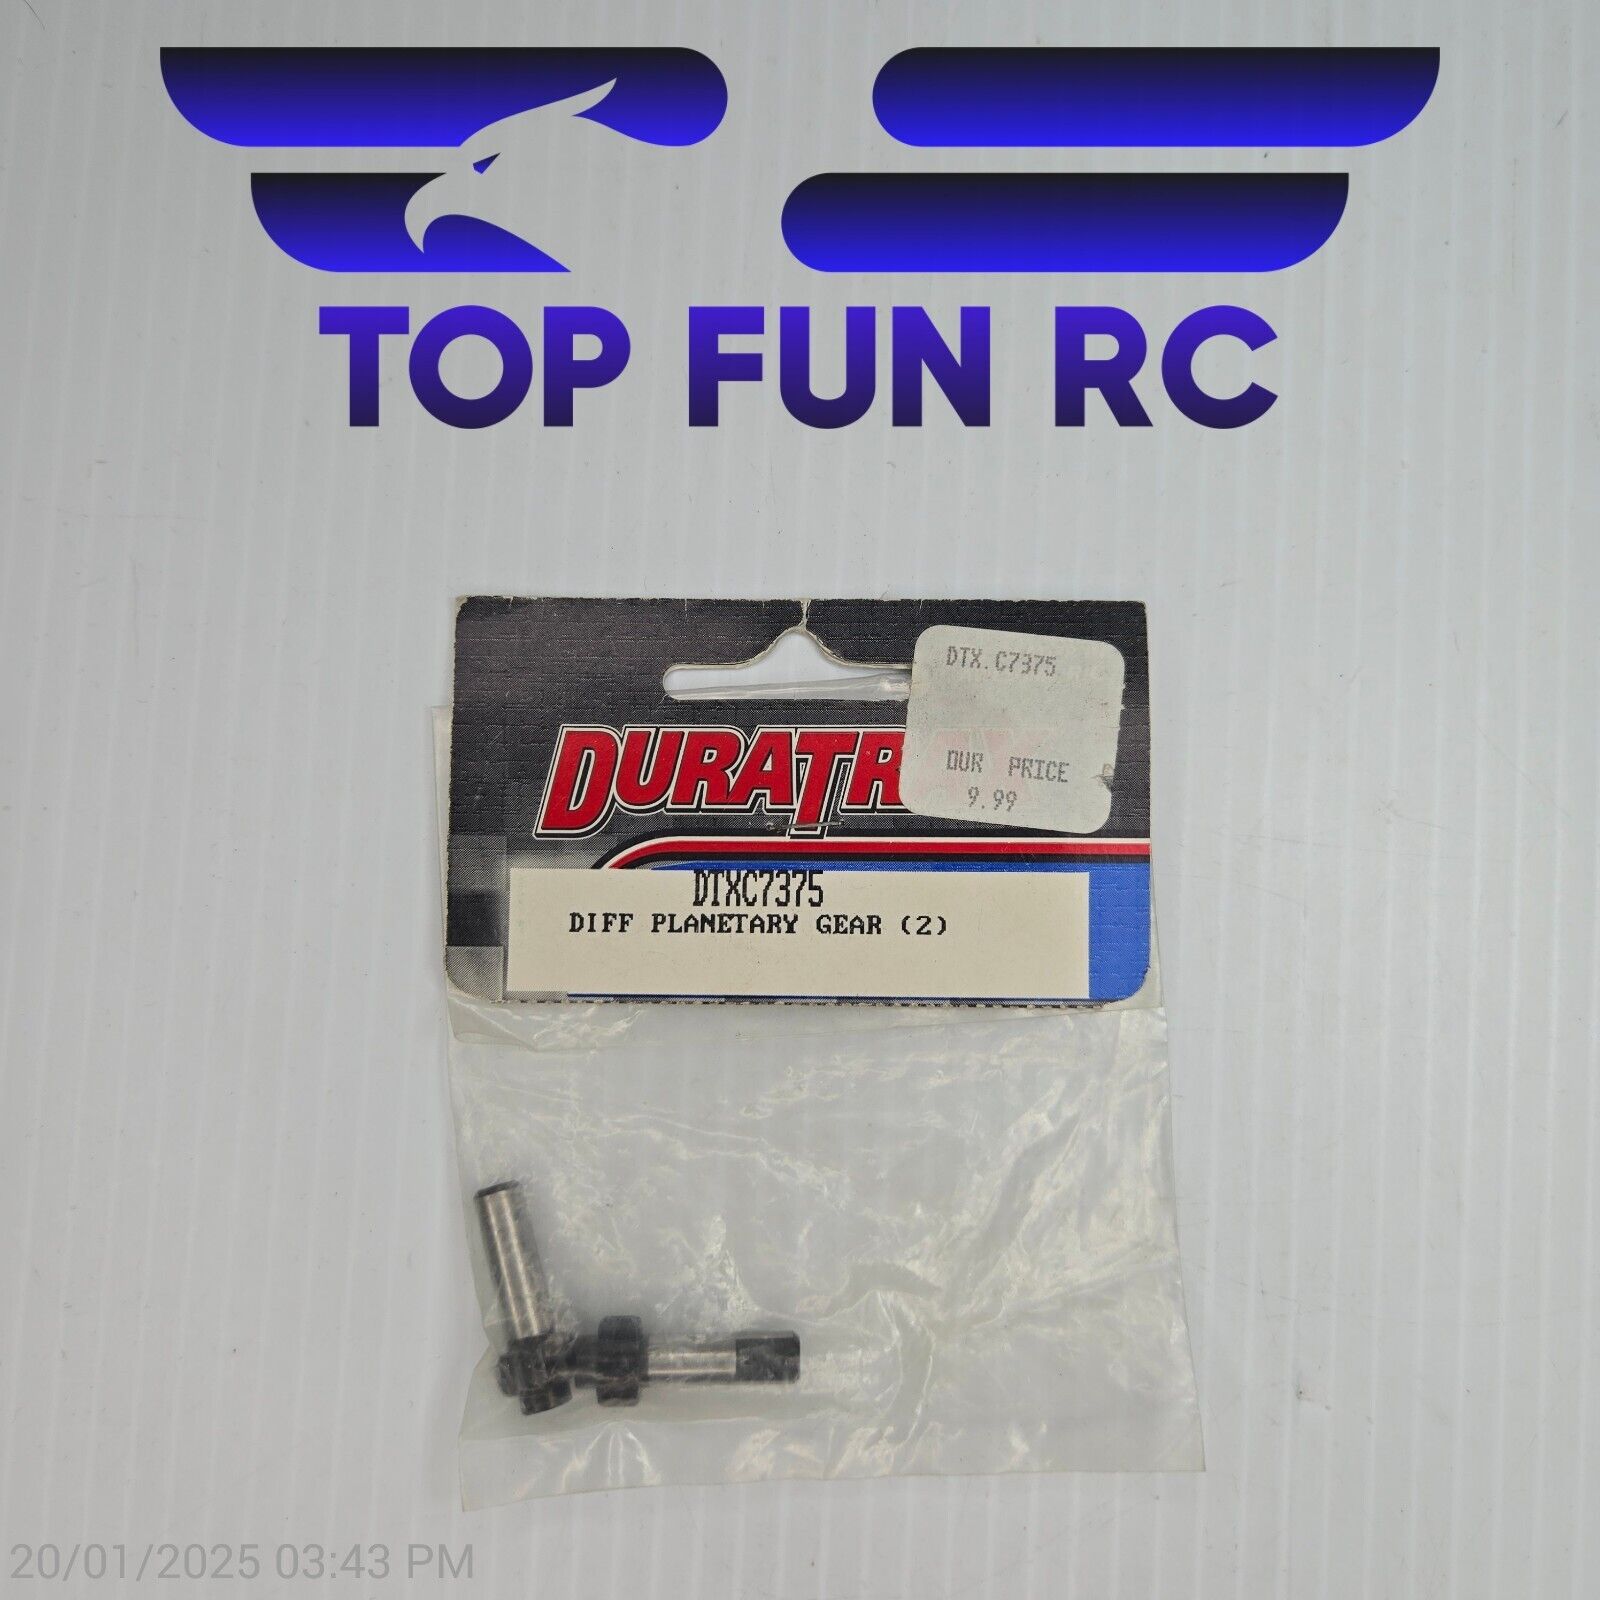 TOP FUN RC
DTX.C7375
DURATRAX
OUR PRICE
9.99
DTXC7375
DIFF PLANETARY GEAR (2)
20/01/2025 03:43 PM